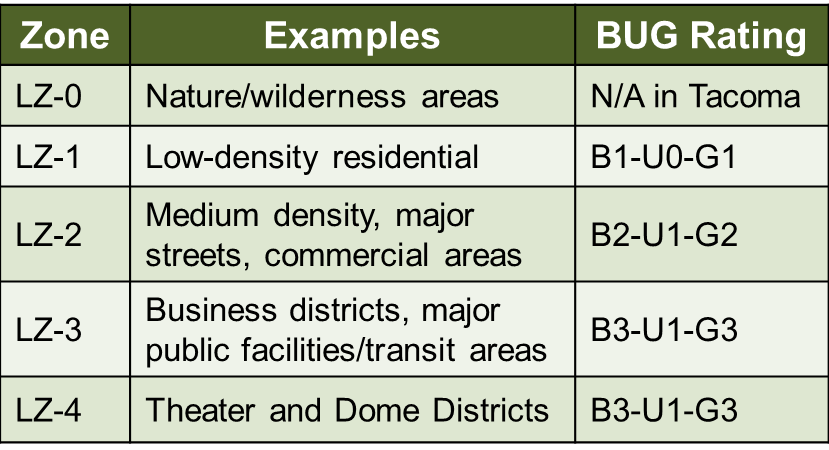 Zone Examples BUG Rating
LZ-0 Nature/wilderness areas N/A in Tacoma
LZ-1 Low-density residential B1-U0-G1
LZ-2 Medium density, major streets, commercial areas B2-U1-G2
LZ-3 Business districts, major public facilities/transit areas B3-U1-G3
LZ-4 Theater and Dome Districts B3-U1-G3